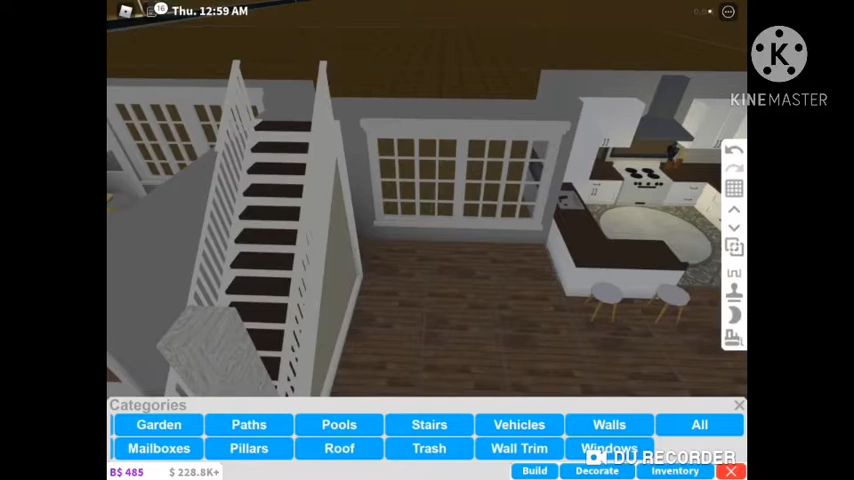 16
Thu. 12:59 AM
K
KINEMASTER
Categories
Garden Paths Pools Stairs Vehicles Walls All
Mailboxes Pillars Roof Trash Wall Trim Windows
DU RECORDER
B$ 485 $ 228.8K+ Build Decorate Inventory